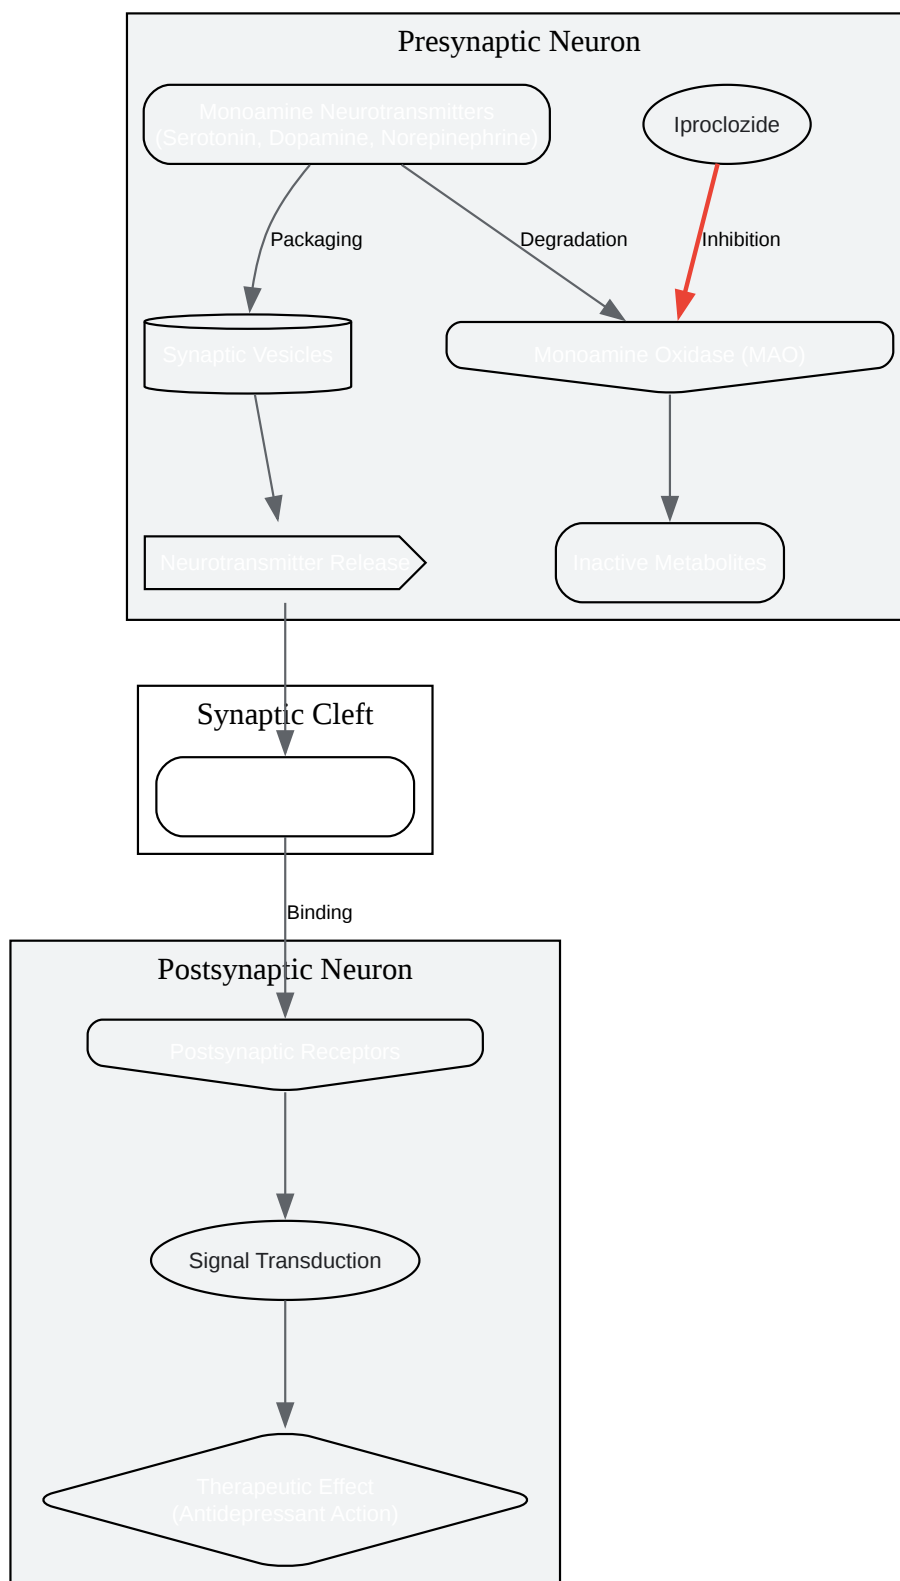 Presynaptic Neuron
Monoamine Neurotransmitters
(Serotonin, Dopamine, Norepinephrine)
Iproclozide
Packaging
Degradation
Inhibition
Synaptic Vesicles
Monoamine Oxidase (MAO)
Neurotransmitter Release
Inactive Metabolites
Synaptic Cleft
Binding
Postsynaptic Neuron
Postsynaptic Receptors
Signal Transduction
Therapeutic Effect
(Antidepressant Action)